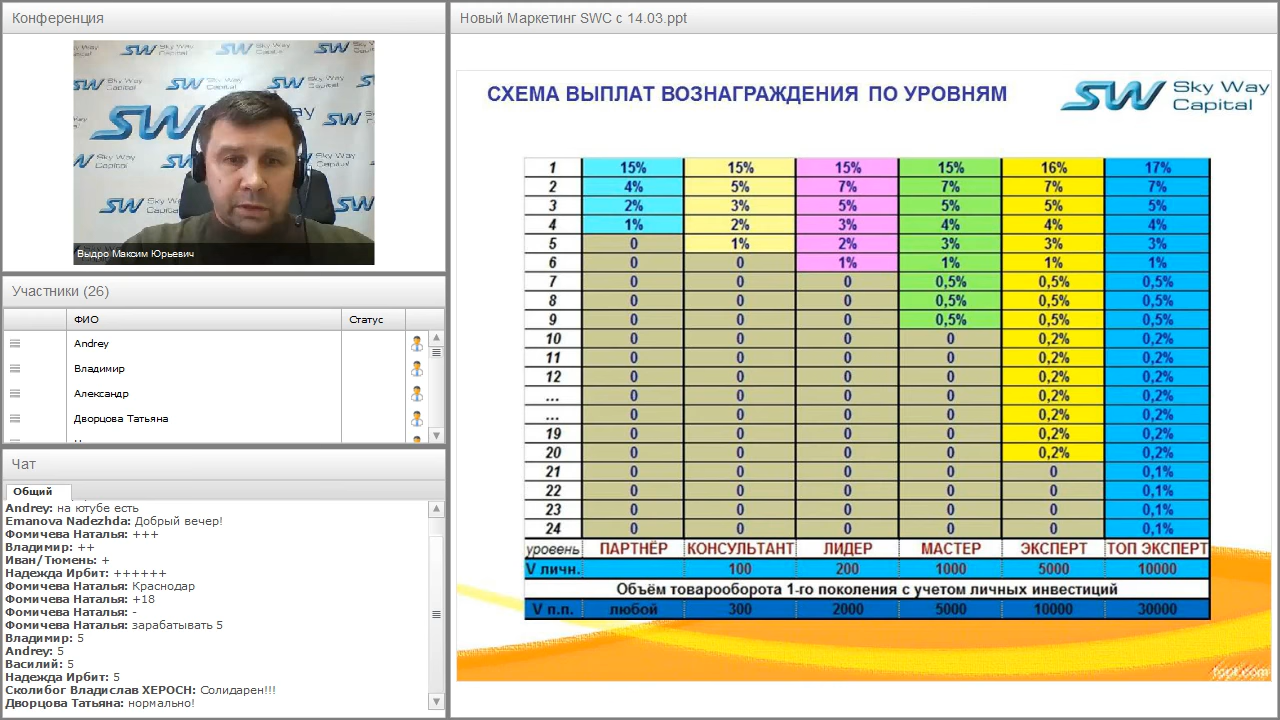 Конференция
Sky Way Capital
Выдро Максим Юрьевич
Участники (26)
ФИО Статус
Andrey
Владимир
Александр
Дворцова Татьяна
Чат
Общий
Andrey: на ютубе есть
Emanova Nadezhda: Добрый вечер!
Фомичева Наталья: +++
Владимир: ++
Иван/Тюмень: +
Надежда Ирбит: ++++++
Фомичева Наталья: Краснодар
Фомичева Наталья: +18
Фомичева Наталья: -
Фомичева Наталья: зарабатывать 5
Владимир: 5
Andrey: 5
Василий: 5
Надежда Ирбит: 5
Сколибог Владислав ХЕРОСН: Солидарен!!!
Дворцова Татьяна: нормально!
Новый Маркетинг SWC с 14.03.ppt
СХЕМА ВЫПЛАТ ВОЗНАГРАЖДЕНИЯ ПО УРОВНЯМ
SW Sky Way
Capital
1 15% 15% 15% 15% 16% 17%
2 4% 5% 7% 7% 7% 7%
3 2% 3% 5% 5% 5% 5%
4 1% 2% 3% 4% 4% 4%
5 0 1% 2% 3% 3% 3%
6 0 0 1% 1% 1% 1%
7 0 0 0 0,5% 0,5% 0,5%
8 0 0 0 0,5% 0,5% 0,5%
9 0 0 0 0,5% 0,5% 0,5%
10 0 0 0 0 0,2% 0,2%
11 0 0 0 0 0,2% 0,2%
12 0 0 0 0 0,2% 0,2%
... 0 0 0 0 0,2% 0,2%
... 0 0 0 0 0,2% 0,2%
19 0 0 0 0 0,2% 0,2%
20 0 0 0 0 0,2% 0,2%
21 0 0 0 0 0 0,1%
22 0 0 0 0 0 0,1%
23 0 0 0 0 0 0,1%
24 0 0 0 0 0 0,1%
уровень ПАРТНЁР КОНСУЛЬТАНТ ЛИДЕР МАСТЕР ЭКСПЕРТ ТОП ЭКСПЕРТ
V личн. 100 200 1000 5000 10000
Объём товарооборота 1-го поколения с учетом личных инвестиций
V п.п. любой 300 2000 5000 10000 30000
fppt.com